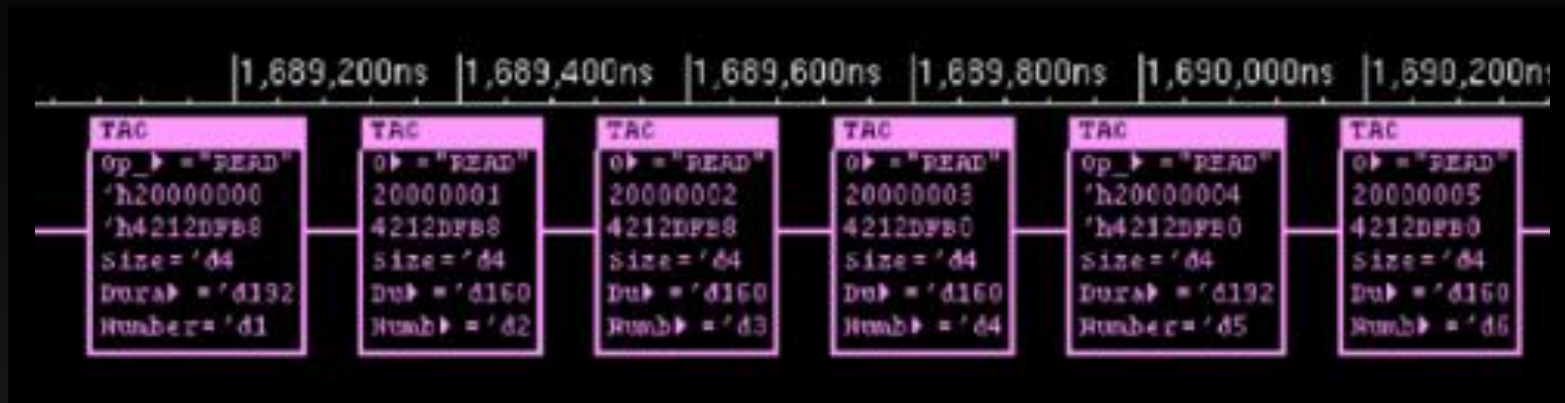 1,689,200ns 1,689,400ns 1,689,600ns 1,689,800ns 1,690,000ns 1,690,200ns
TAC
Op_▶ ="READ"
'h20000000
'h4212DFB8
Size='d4
Dura▶ ='d192
Number='d1
TAC
O▶ ="READ"
20000001
4212DFB8
Size='d4
Du▶ ='d160
Numb▶ ='d2
TAC
O▶ ="READ"
20000002
4212DFB8
Size='d4
Du▶ ='d160
Numb▶ ='d3
TAC
O▶ ="READ"
20000003
4212DFB0
Size='d4
Du▶ ='d160
Numb▶ ='d4
TAC
Op_▶ ="READ"
'h20000004
'h4212DFB0
Size='d4
Dura▶ ='d192
Number='d5
TAC
O▶ ="READ"
20000005
4212DFB0
Size='d4
Du▶ ='d160
Numb▶ ='d6